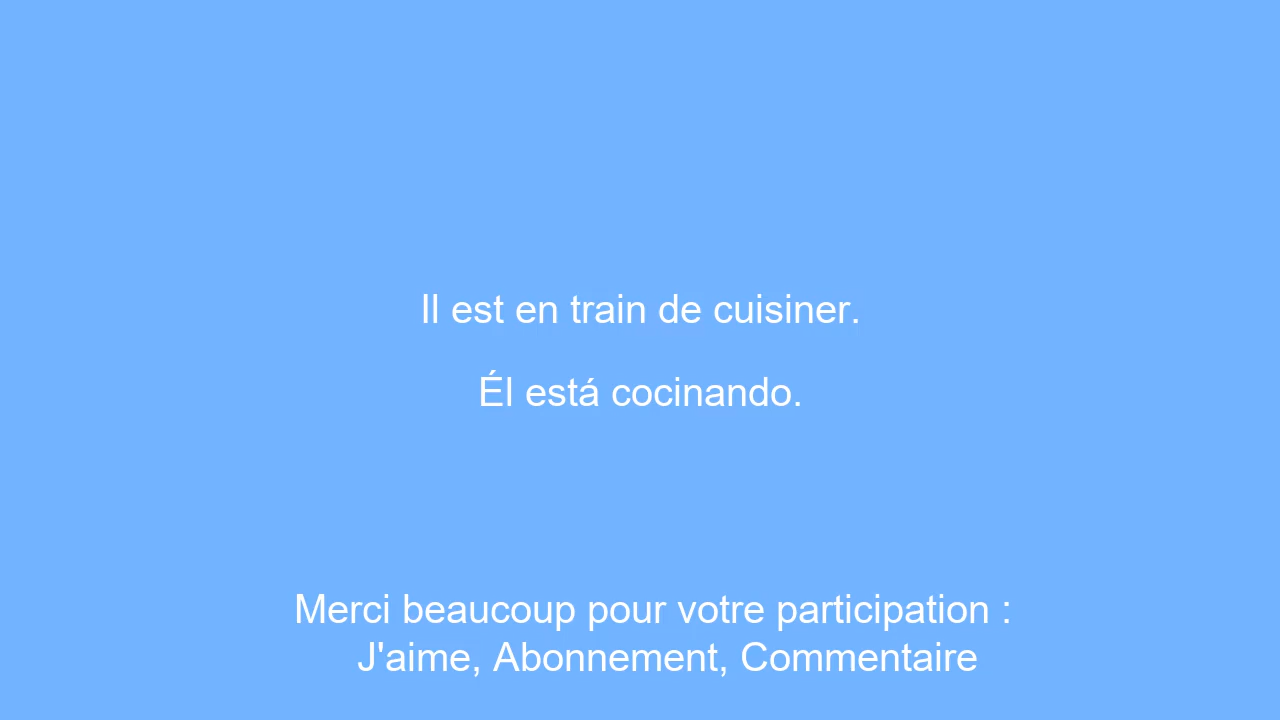 Il est en train de cuisiner.
Él está cocinando.
Merci beaucoup pour votre participation :
J'aime, Abonnement, Commentaire